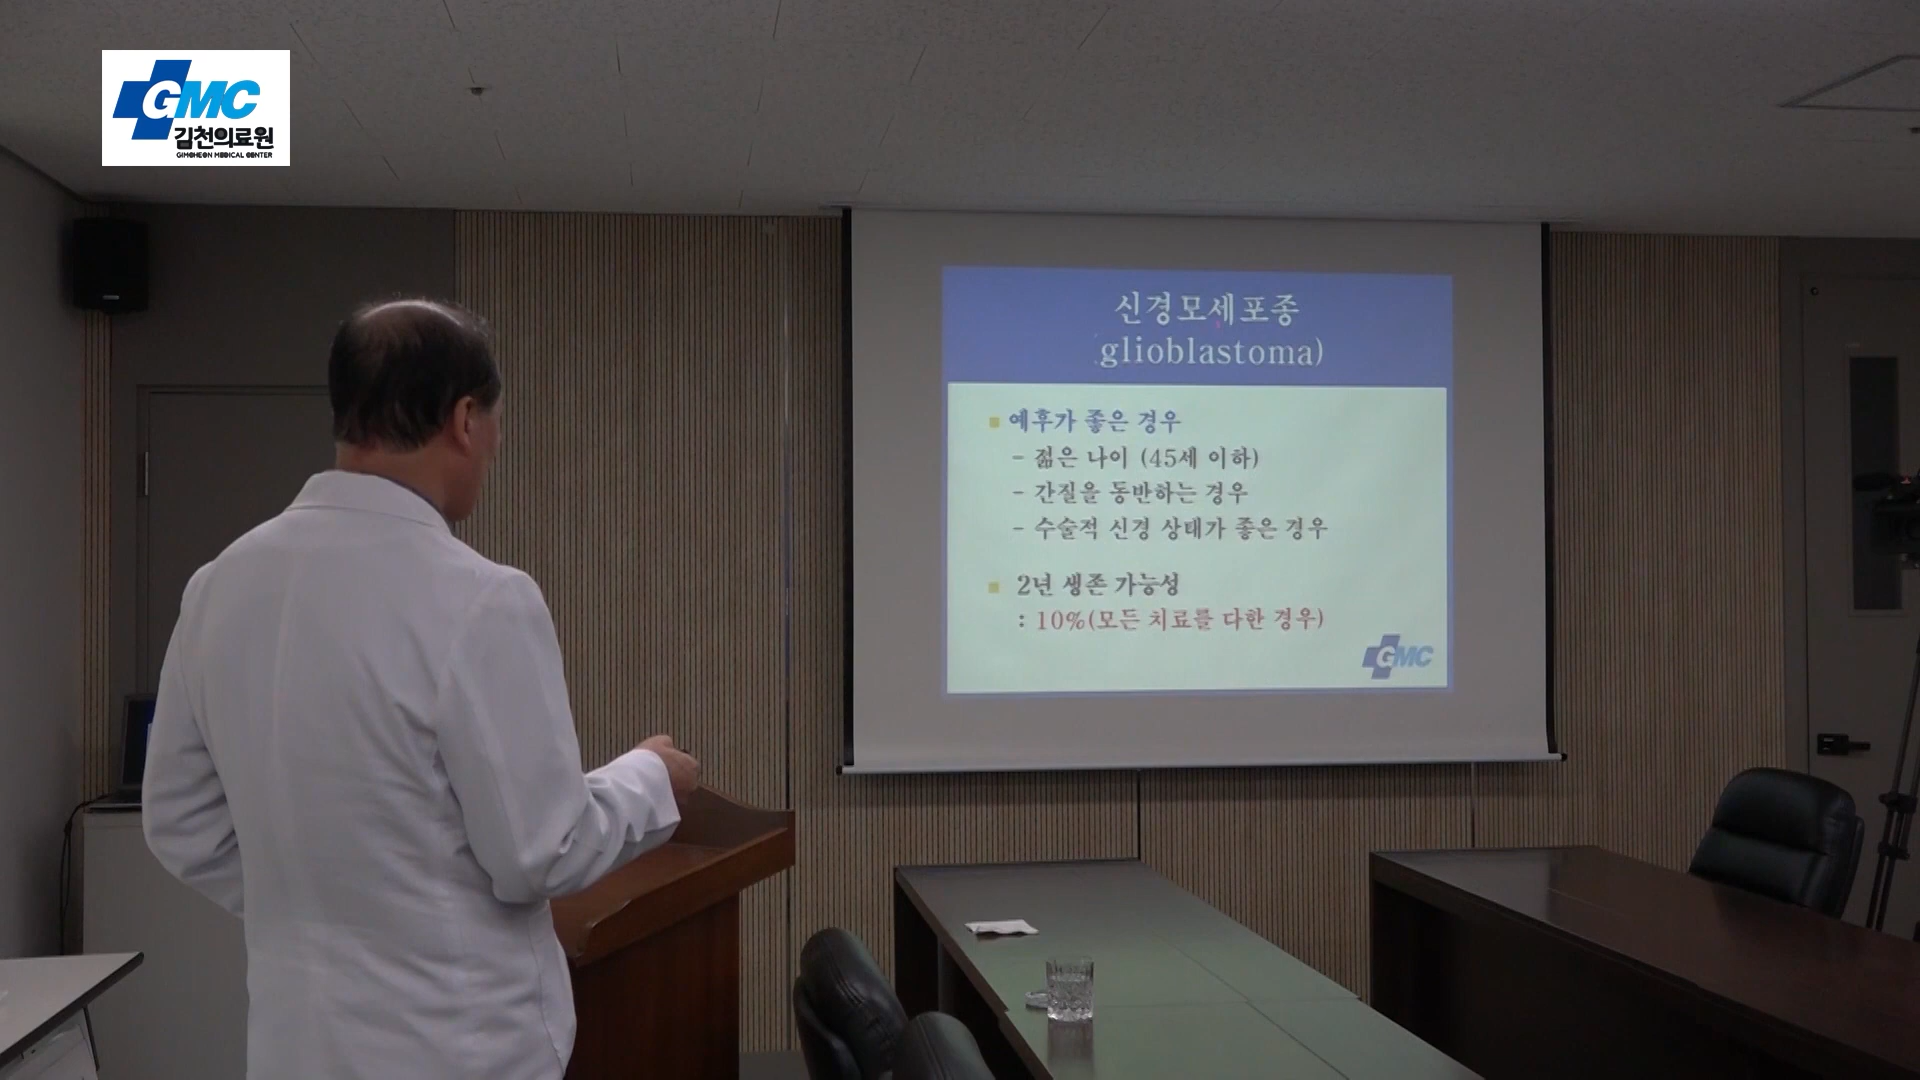 GMC
김천의료원
GIMCHEON MEDICAL CENTER
신경모세포종
glioblastoma)
예후가 좋은 경우
- 젊은 나이 (45세 이하)
- 간질을 동반하는 경우
- 수술적 신경 상태가 좋은 경우
2년 생존 가능성
: 10%(모든 치료를 다한 경우)
GMC